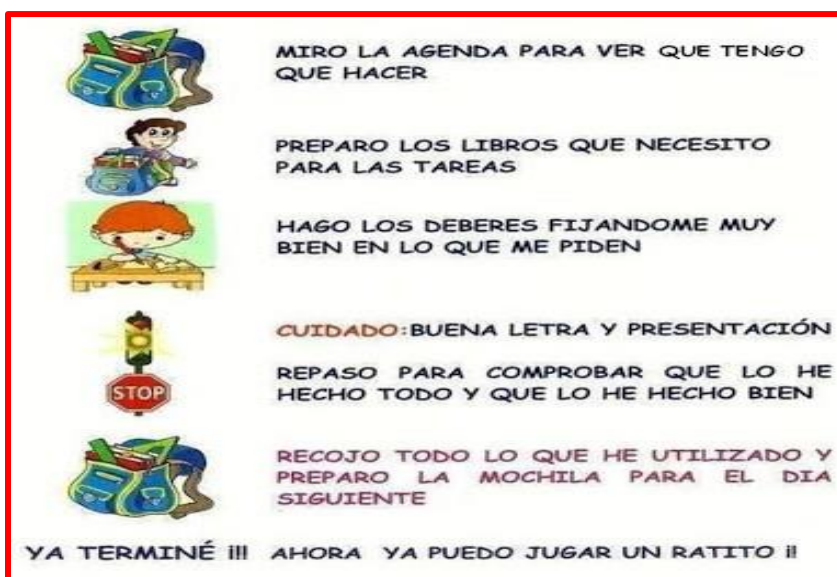 MIRO LA AGENDA PARA VER QUE TENGO
QUE HACER
PREPARO LOS LIBROS QUE NECESITO
PARA LAS TAREAS
HAGO LOS DEBERES FIJANDOME MUY
BIEN EN LO QUE ME PIDEN
CUIDADO:BUENA LETRA Y PRESENTACIÓN
STOP
REPASO PARA COMPROBAR QUE LO HE
HECHO TODO Y QUE LO HE HECHO BIEN
RECOJO TODO LO QUE HE UTILIZADO Y
PREPARO LA MOCHILA PARA EL DIA
SIGUIENTE
YA TERMINÉ ¡!! AHORA YA PUEDO JUGAR UN RATITO ¡!